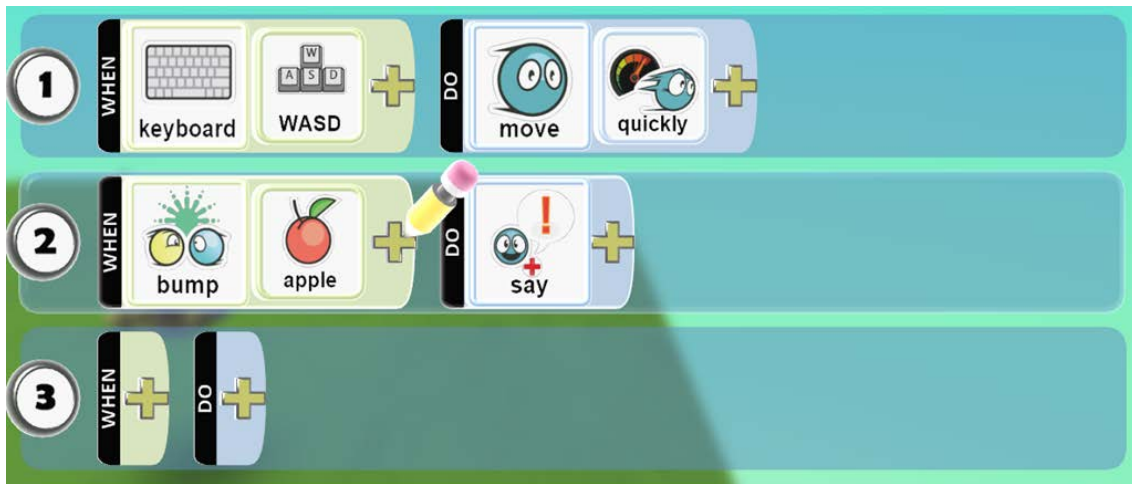 1 WHEN keyboard W A S D WASD DO move quickly
2 WHEN bump apple DO ! say
3 WHEN DO